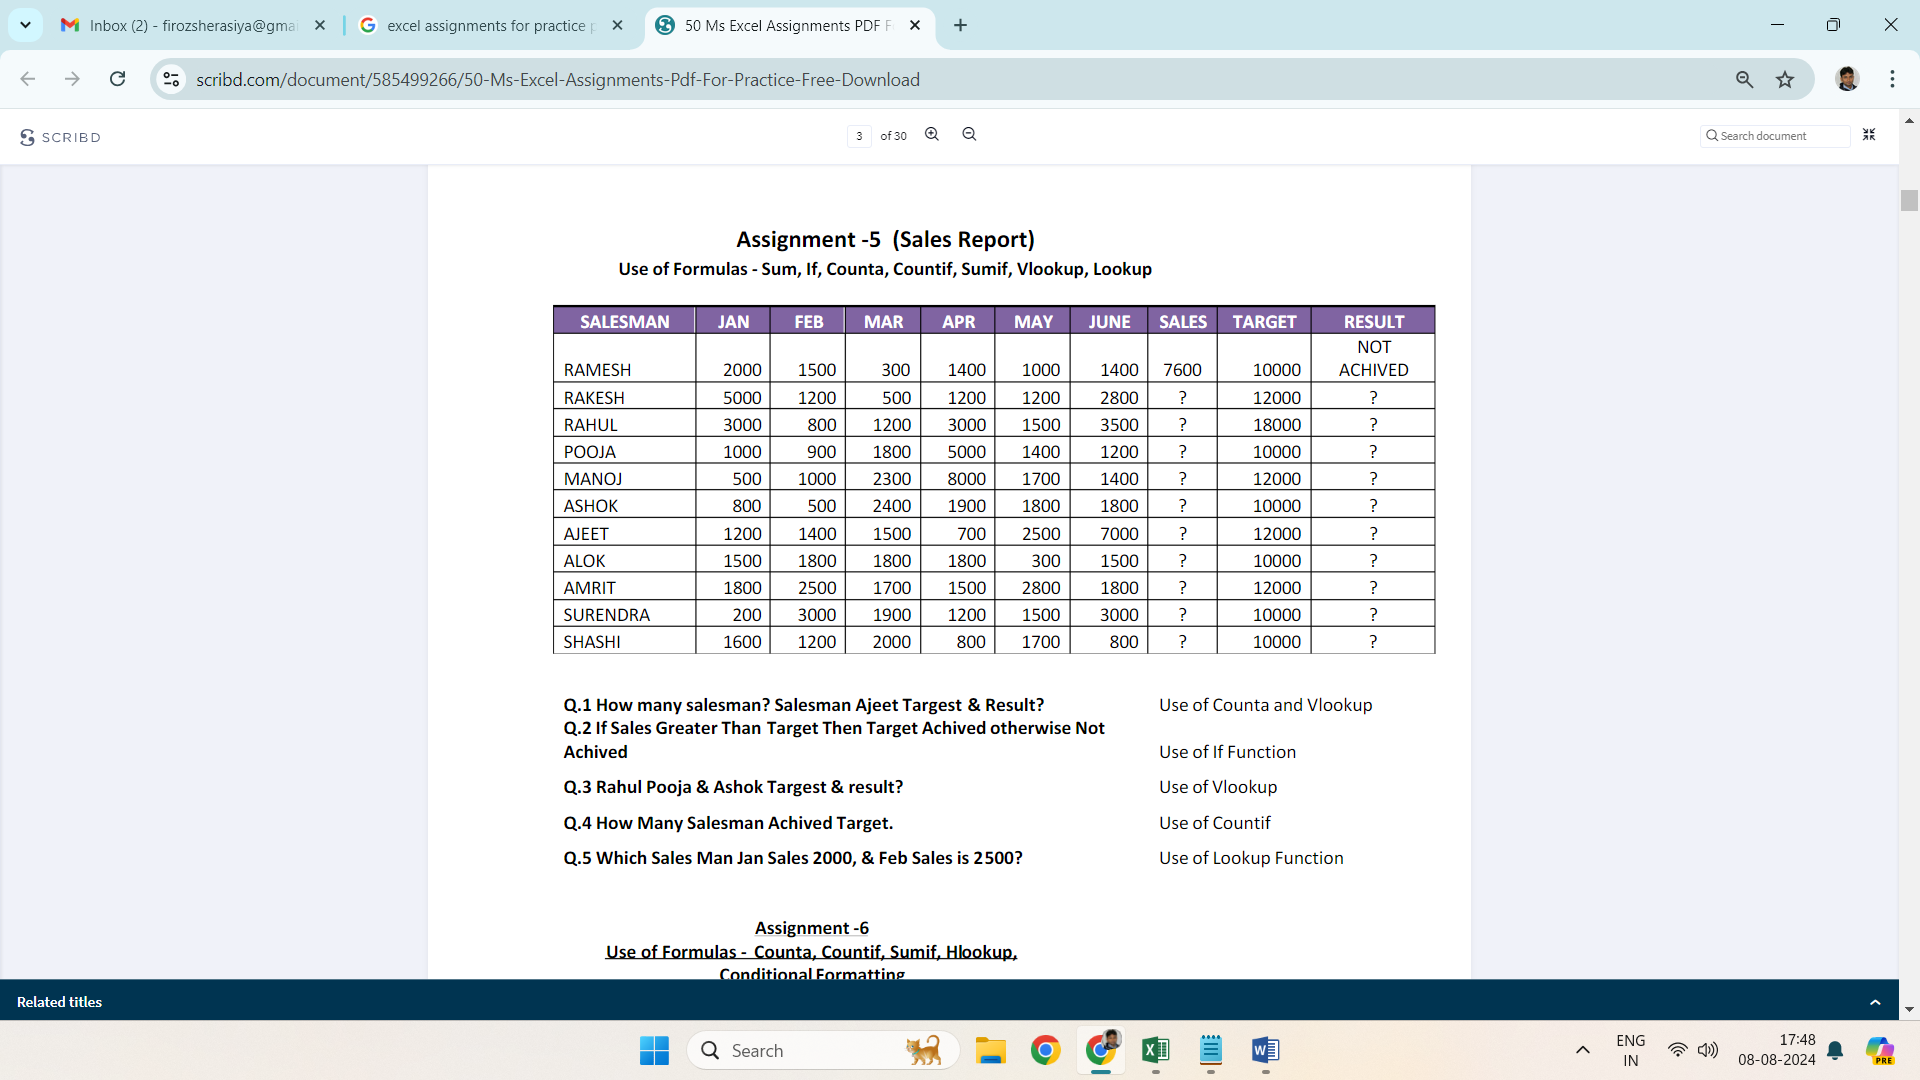 Inbox (2) - firozsherasiya@gma
excel assignments for practice p
50 Ms Excel Assignments PDF F
scribd.com/document/585499266/50-Ms-Excel-Assignments-Pdf-For-Practice-Free-Download
SCRIBD
3 of 30
Search document
Assignment -5 (Sales Report)
Use of Formulas - Sum, If, Counta, Countif, Sumif, Vlookup, Lookup
SALESMAN JAN FEB MAR APR MAY JUNE SALES TARGET RESULT
RAMESH 2000 1500 300 1400 1000 1400 7600 10000 NOT ACHIVED
RAKESH 5000 1200 500 1200 1200 2800 ? 12000 ?
RAHUL 3000 800 1200 3000 1500 3500 ? 18000 ?
POOJA 1000 900 1800 5000 1400 1200 ? 10000 ?
MANOJ 500 1000 2300 8000 1700 1400 ? 12000 ?
ASHOK 800 500 2400 1900 1800 1800 ? 10000 ?
AJEET 1200 1400 1500 700 2500 7000 ? 12000 ?
ALOK 1500 1800 1800 1800 300 1500 ? 10000 ?
AMRIT 1800 2500 1700 1500 2800 1800 ? 12000 ?
SURENDRA 200 3000 1900 1200 1500 3000 ? 10000 ?
SHASHI 1600 1200 2000 800 1700 800 ? 10000 ?
Q.1 How many salesman? Salesman Ajeet Targest & Result? Use of Counta and Vlookup
Q.2 If Sales Greater Than Target Then Target Achived otherwise Not
Achived Use of If Function
Q.3 Rahul Pooja & Ashok Targest & result? Use of Vlookup
Q.4 How Many Salesman Achived Target. Use of Countif
Q.5 Which Sales Man Jan Sales 2000, & Feb Sales is 2500? Use of Lookup Function
Assignment -6
Use of Formulas - Counta, Countif, Sumif, Hlookup,
Conditional Formatting
Related titles
Search
ENG
IN
17:48
08-08-2024
PRE